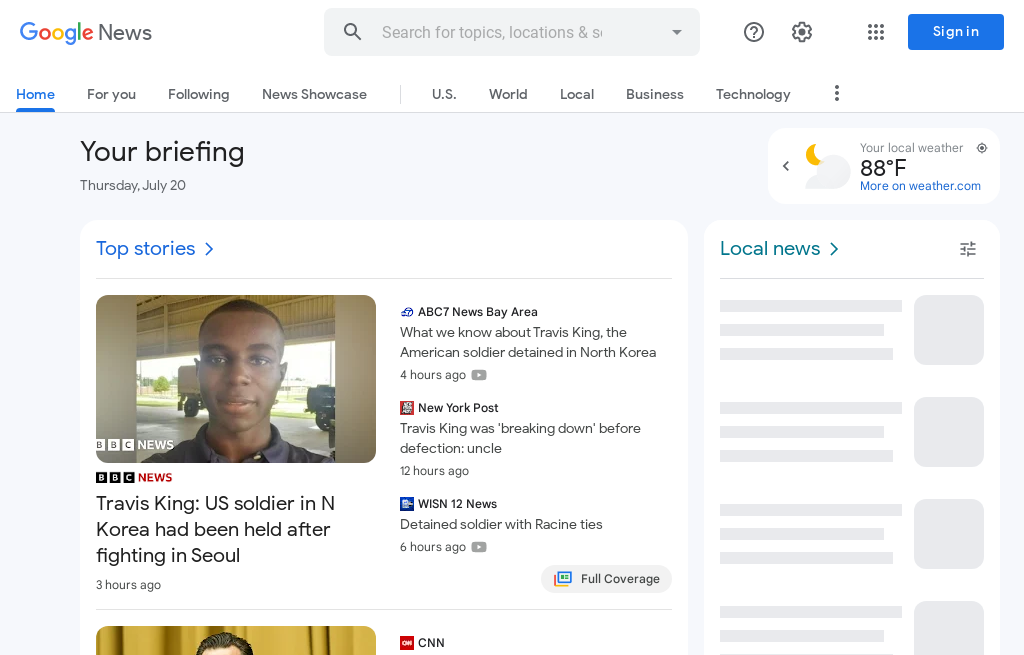 Google News
Search for topics, locations & so
Sign in
Home
For you
Following
News Showcase
U.S.
World
Local
Business
Technology
Your briefing
Thursday, July 20
Your local weather
88°F
More on weather.com
Top stories
BBC NEWS
BBC NEWS
Travis King: US soldier in N
Korea had been held after
fighting in Seoul
3 hours ago
ABC7 News Bay Area
What we know about Travis King, the
American soldier detained in North Korea
4 hours ago
New York Post
Travis King was 'breaking down' before
defection: uncle
12 hours ago
WISN 12 News
Detained soldier with Racine ties
6 hours ago
Full Coverage
CNN
Local news